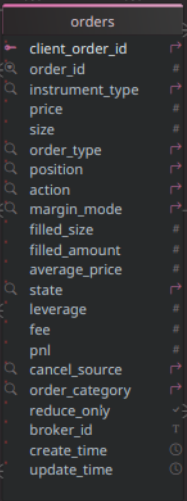 orders
client_order_id
order_id #
instrument_type
price #
size #
order_type
position
action
margin_mode
filled_size #
filled_amount #
average_price #
state
leverage #
fee #
pnl #
cancel_source
order_category
reduce_only
broker_id T
create_time
update_time